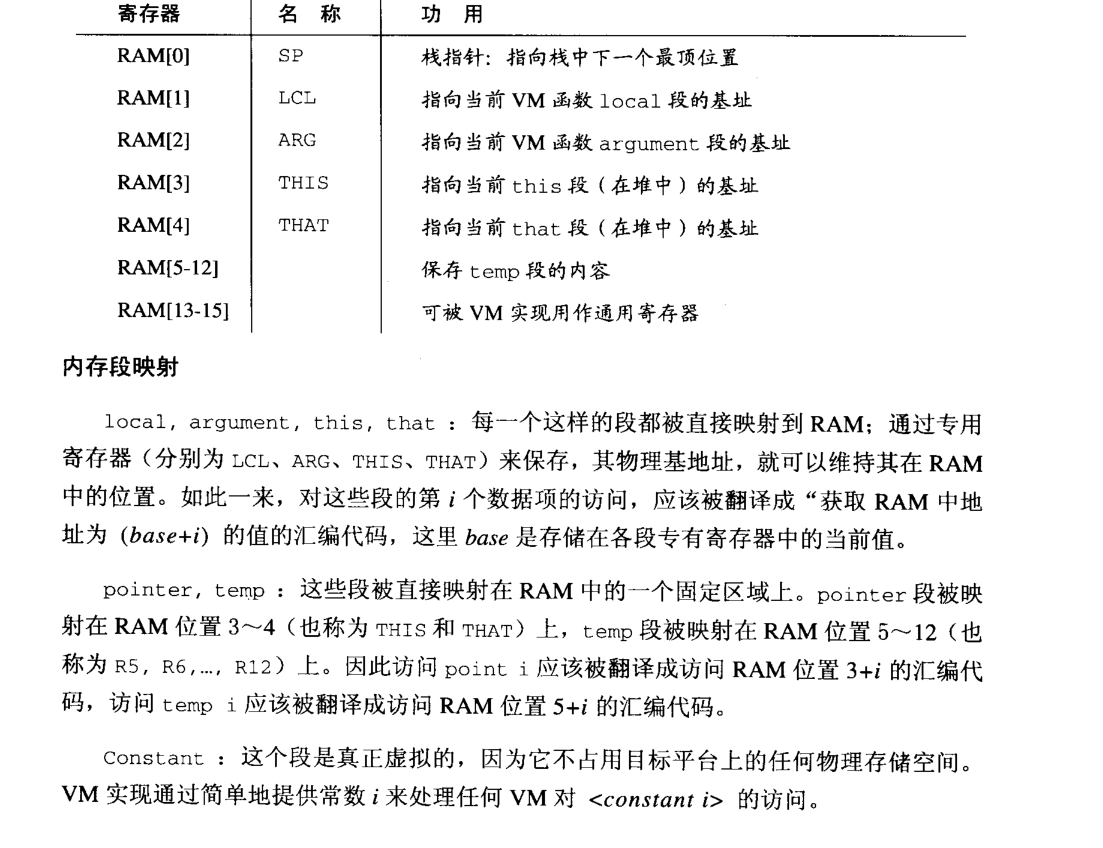 寄存器 名 称 功 用
RAM[0] SP 栈指针：指向栈中下一个最顶位置
RAM[1] LCL 指向当前 VM 函数 local 段的基址
RAM[2] ARG 指向当前 VM 函数 argument 段的基址
RAM[3] THIS 指向当前 this 段（在堆中）的基址
RAM[4] THAT 指向当前 that 段（在堆中）的基址
RAM[5-12] 保存 temp 段的内容
RAM[13-15] 可被 VM 实现用作通用寄存器
内存段映射
local, argument, this, that ：每一个这样的段都被直接映射到 RAM；通过专用
寄存器（分别为 LCL、ARG、THIS、THAT）来保存，其物理基地址，就可以维持其在 RAM
中的位置。如此一来，对这些段的第 i 个数据项的访问，应该被翻译成“获取 RAM 中地
址为 (base+i) 的值的汇编代码，这里 base 是存储在各段专有寄存器中的当前值。
pointer, temp ：这些段被直接映射在 RAM 中的一个固定区域上。pointer 段被映
射在 RAM 位置 3～4（也称为 THIS 和 THAT）上，temp 段被映射在 RAM 位置 5～12（也
称为 R5, R6,…, R12）上。因此访问 point i 应该被翻译成访问 RAM 位置 3+i 的汇编代
码，访问 temp i 应该被翻译成访问 RAM 位置 5+i 的汇编代码。
Constant ：这个段是真正虚拟的，因为它不占用目标平台上的任何物理存储空间。
VM 实现通过简单地提供常数 i 来处理任何 VM 对 <constant i> 的访问。